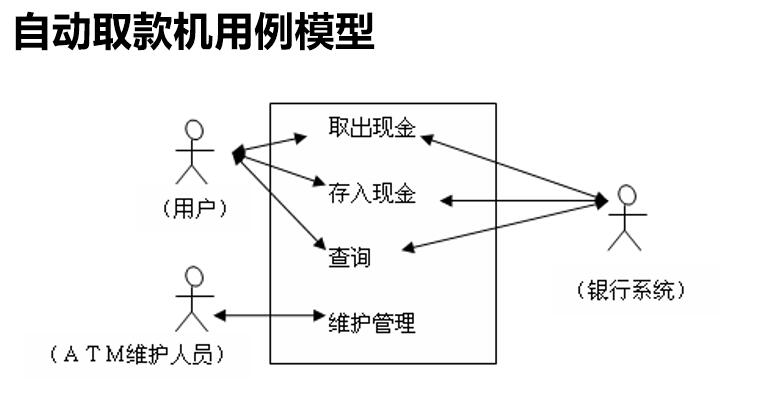 自动取款机用例模型
取出现金
存入现金
（用户）
查询
（银行系统）
维护管理
（ＡＴＭ维护人员）